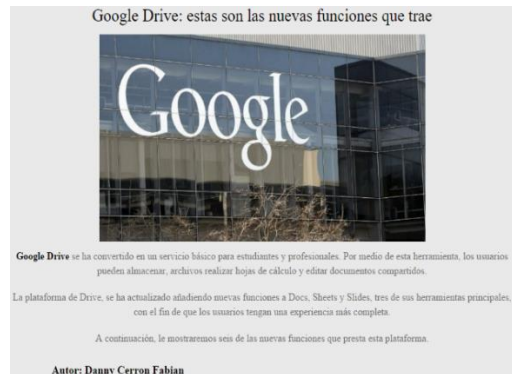 Google Drive: estas son las nuevas funciones que trae
Google
Google Drive se ha convertido en un servicio básico para estudiantes y profesionales. Por medio de esta herramienta, los usuarios
pueden almacenar, archivos realizar hojas de cálculo y editar documentos compartidos.
La plataforma de Drive, se ha actualizado añadiendo nuevas funciones a Docs, Sheets y Slides, tres de sus herramientas principales,
con el fin de que los usuarios tengan una experiencia más completa.
A continuación, le mostraremos seis de las nuevas funciones que presta esta plataforma.
Autor: Danny Cerron Fabian